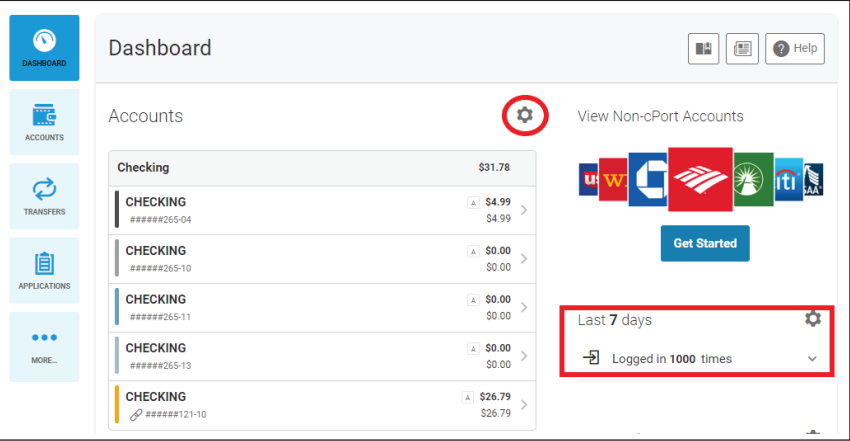 DASHBOARD
ACCOUNTS
TRANSFERS
APPLICATIONS
MORE...
Dashboard
Help
Accounts
Checking $31.78
CHECKING A $4.99
######265-04 $4.99
CHECKING A $0.00
######265-10 $0.00
CHECKING A $0.00
######265-11 $0.00
CHECKING A $0.00
######265-13 $0.00
CHECKING A $26.79
######121-10 $26.79
View Non-cPort Accounts
us W citi
Get Started
Last 7 days
Logged in 1000 times